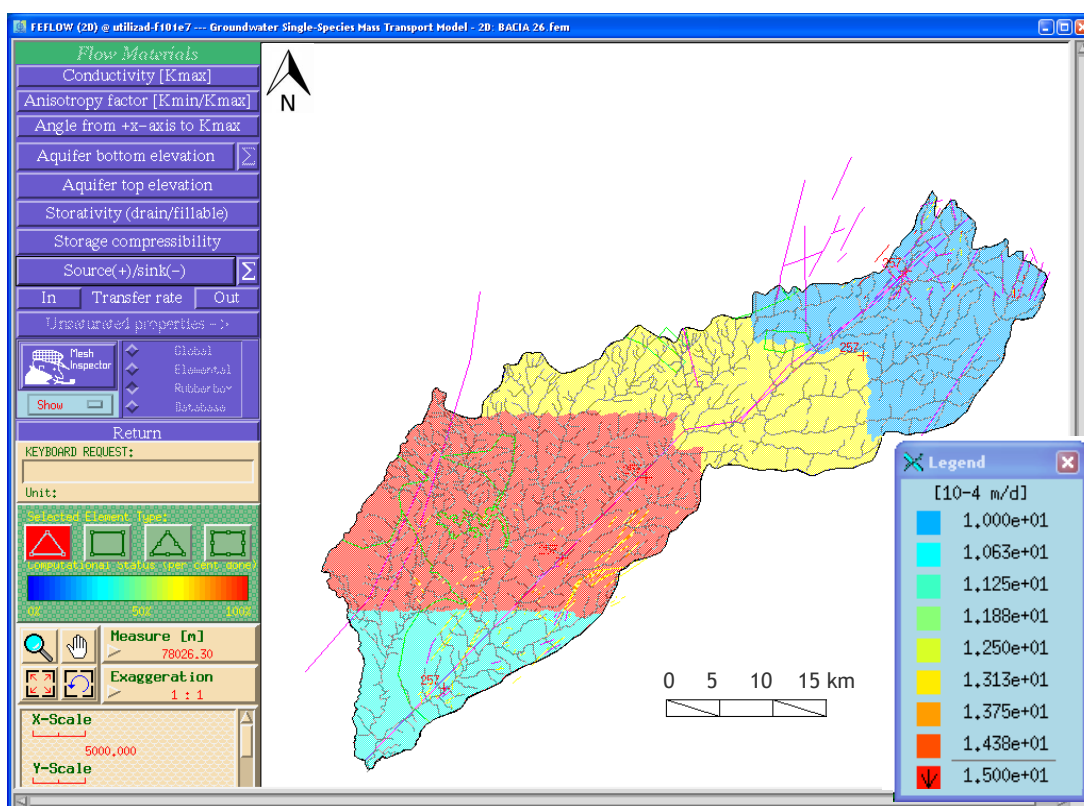 FEFLOW (2D) @ utilizad-f101e7 --- Groundwater Single-Species Mass Transport Model - 2D: BACIA 26.fem
Flow Materials
Conductivity [Kmax]
Anisotropy factor [Kmin/Kmax]
Angle from +x-axis to Kmax
Aquifer bottom elevation Σ
Aquifer top elevation
Storativity (drain/fillable)
Storage compressibility
Source(+)/sink(-) Σ
In Transfer rate Out
Unsaturated properties ->
Mesh Inspector
Show
Global
Elemental
Rubberbox
Database
Return
KEYBOARD REQUEST:
Unit:
Selected Element Type:
Computational Status (per cent done)
0% 50% 100%
Measure [m]
78026.30
Exaggeration
1 : 1
X-Scale
5000.000
Y-Scale
N
257
257
257
0 5 10 15 km
Legend
[10-4 m/d]
1.000e+01
1.063e+01
1.125e+01
1.188e+01
1.250e+01
1.313e+01
1.375e+01
1.438e+01
1.500e+01